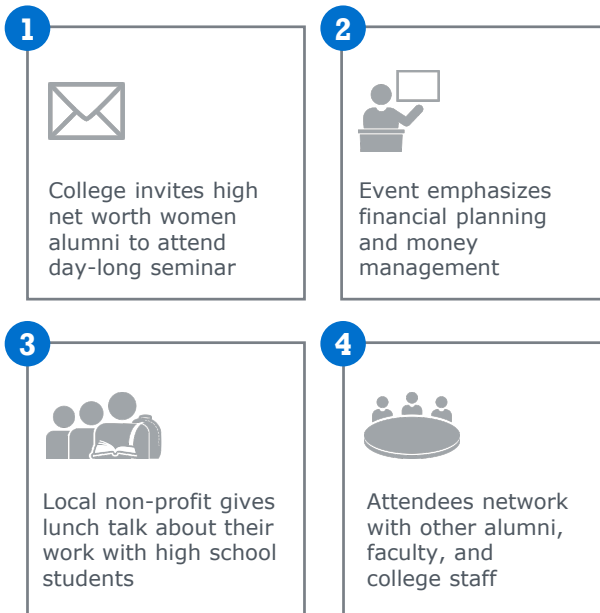 1
College invites high
net worth women
alumni to attend
day-long seminar
2
Event emphasizes
financial planning
and money
management
3
Local non-profit gives
lunch talk about their
work with high school
students
4
Attendees network
with other alumni,
faculty, and
college staff